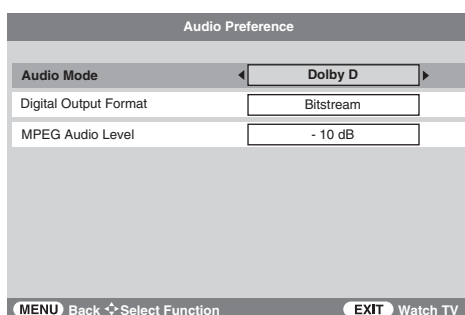 Audio Preference
Audio Mode Dolby D
Digital Output Format Bitstream
MPEG Audio Level - 10 dB
MENU Back Select Function EXIT Watch TV